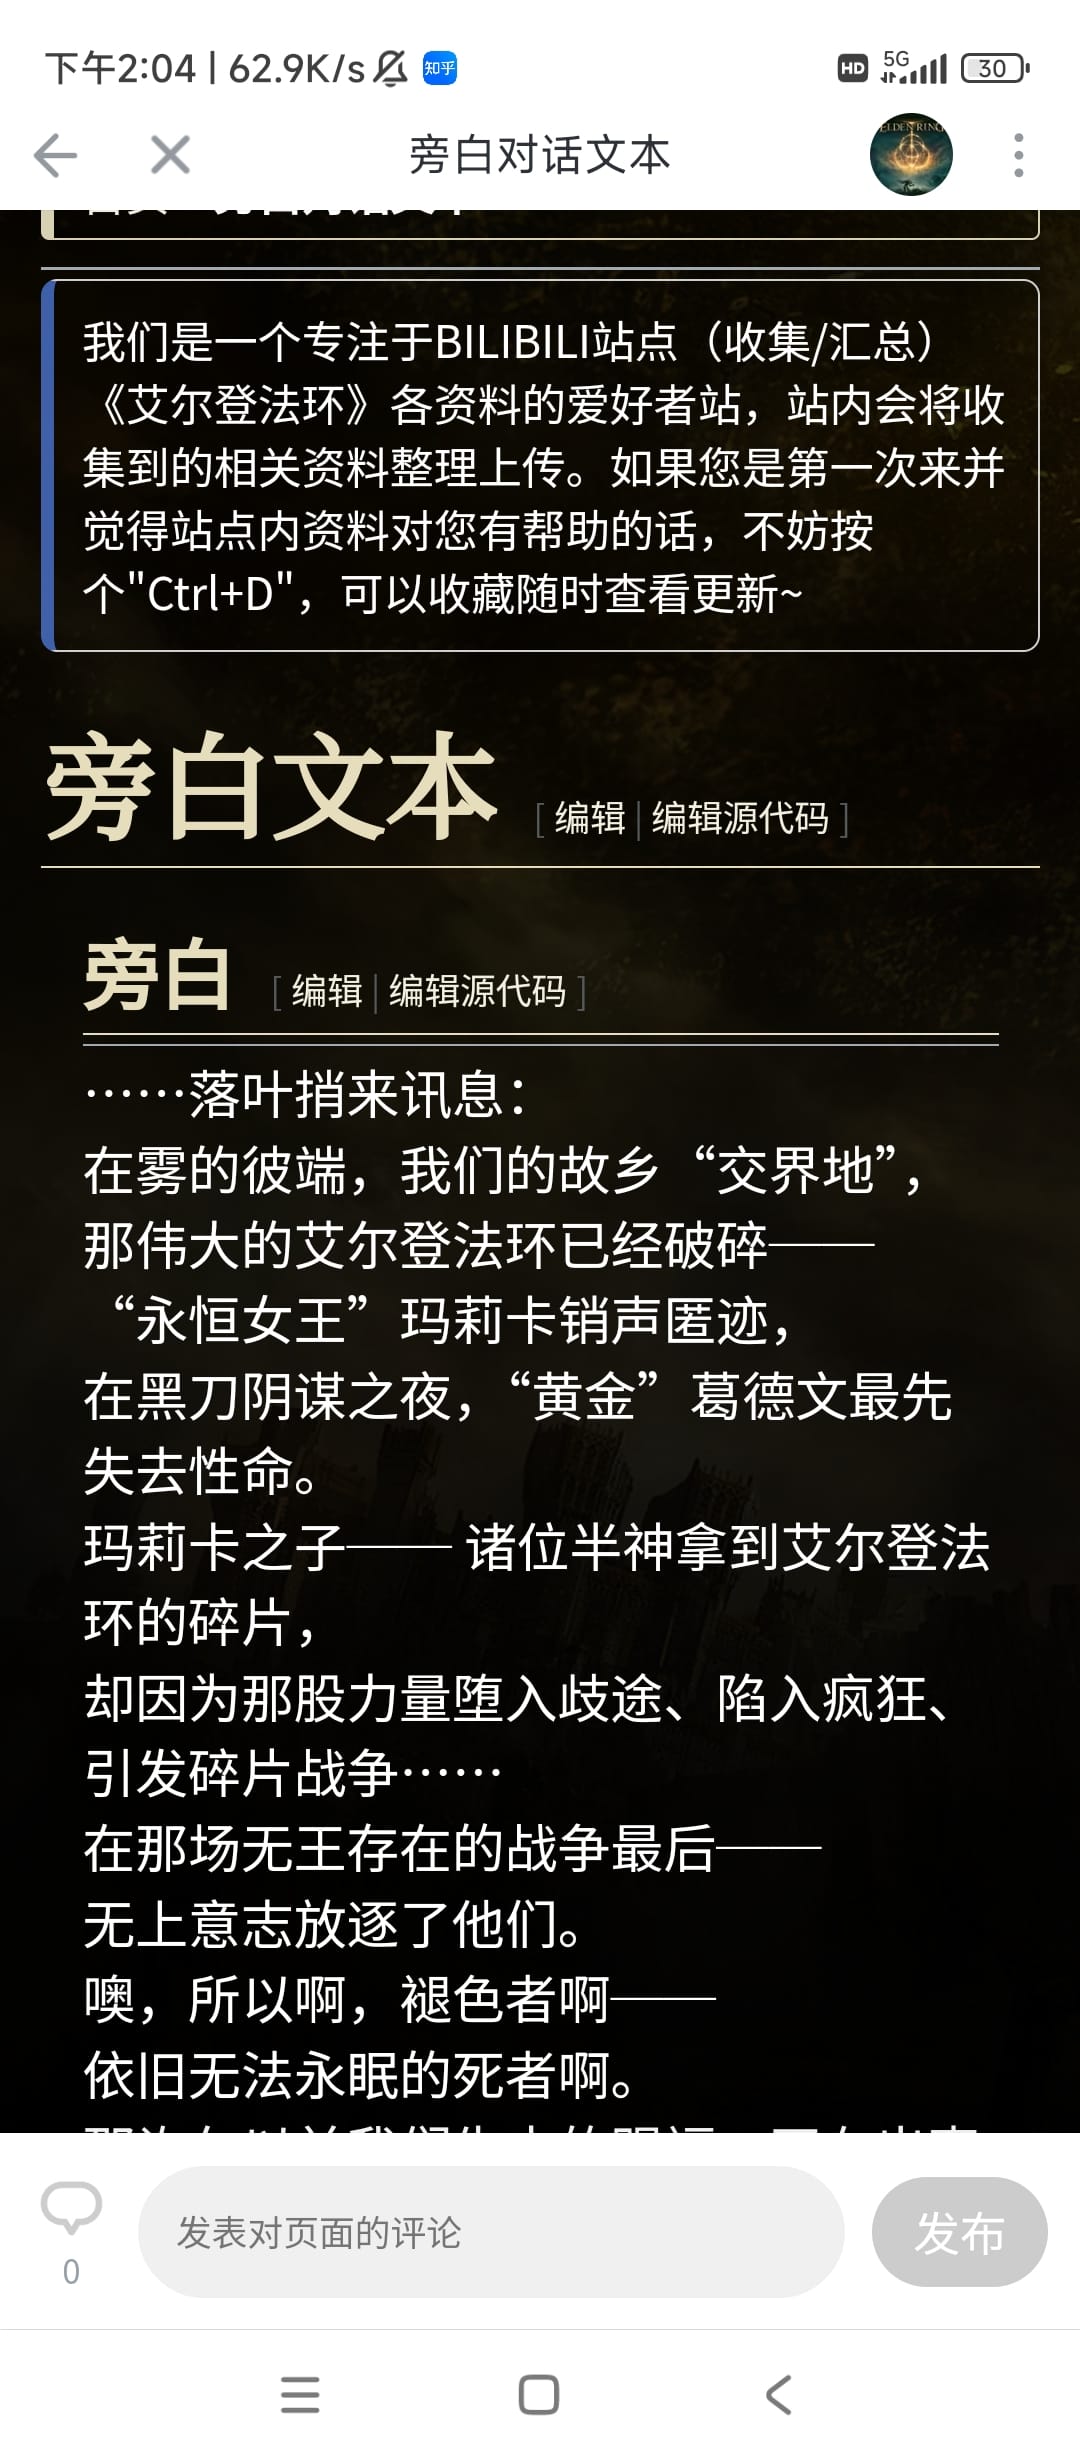 下午2:04 | 62.9K/s 知乎 HD 5G 30
旁白对话文本
ELDEN RING
我们是一个专注于BILIBILI站点（收集/汇总）
《艾尔登法环》各资料的爱好者站，站内会将收
集到的相关资料整理上传。如果您是第一次来并
觉得站点内资料对您有帮助的话，不妨按
个"Ctrl+D"，可以收藏随时查看更新~
旁白文本 [ 编辑 | 编辑源代码 ]
旁白 [ 编辑 | 编辑源代码 ]
……落叶捎来讯息：
在雾的彼端，我们的故乡“交界地”，
那伟大的艾尔登法环已经破碎——
“永恒女王”玛莉卡销声匿迹，
在黑刀阴谋之夜，“黄金”葛德文最先
失去性命。
玛莉卡之子—— 诸位半神拿到艾尔登法
环的碎片，
却因为那股力量堕入歧途、陷入疯狂、
引发碎片战争……
在那场无王存在的战争最后——
无上意志放逐了他们。
噢，所以啊，褪色者啊——
依旧无法永眠的死者啊。
发表对页面的评论
发布
0